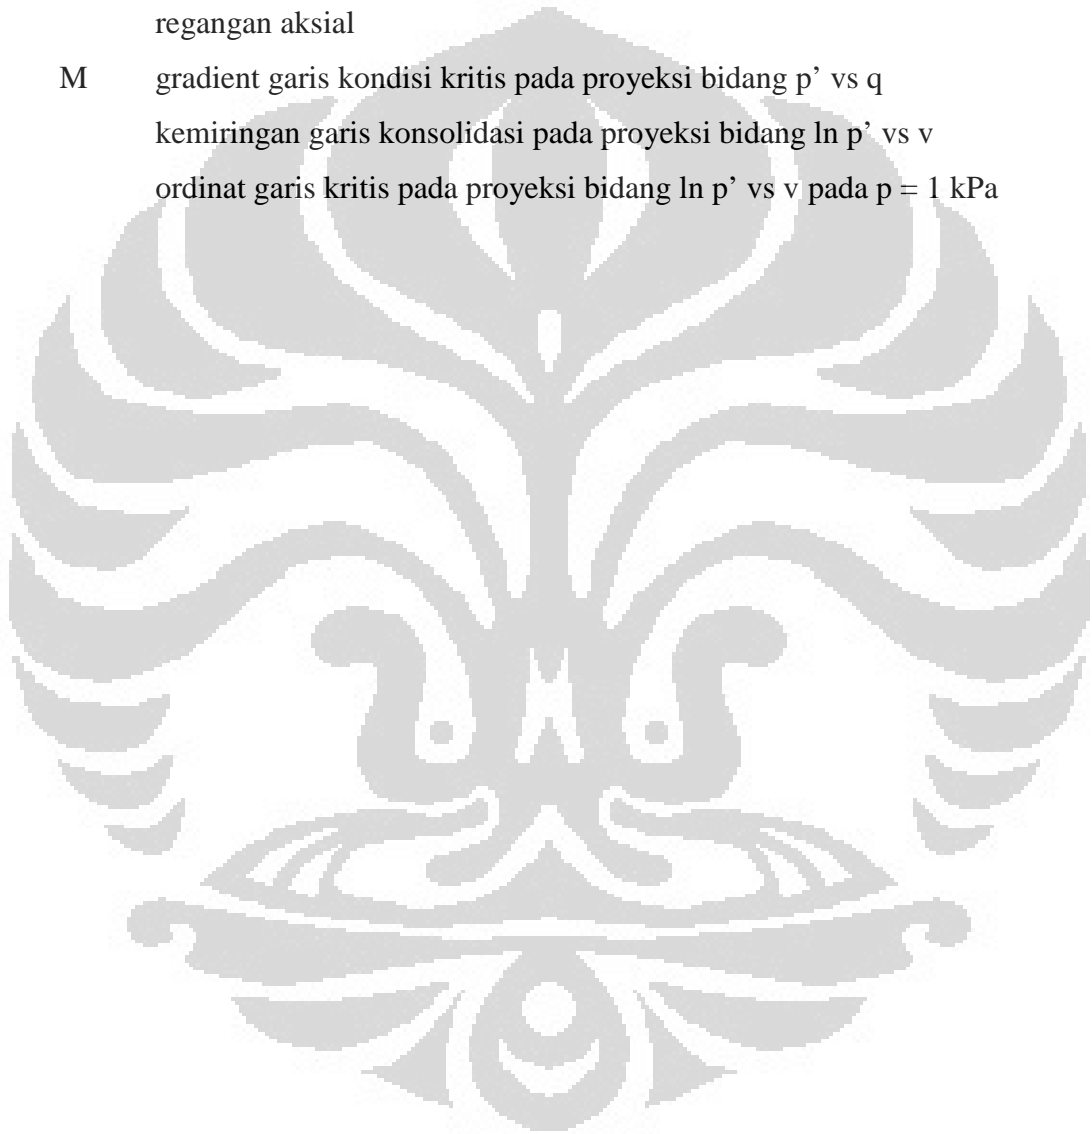 regangan aksial
M gradient garis kondisi kritis pada proyeksi bidang p’ vs q
kemiringan garis konsolidasi pada proyeksi bidang ln p’ vs v
ordinat garis kritis pada proyeksi bidang ln p’ vs v pada p = 1 kPa